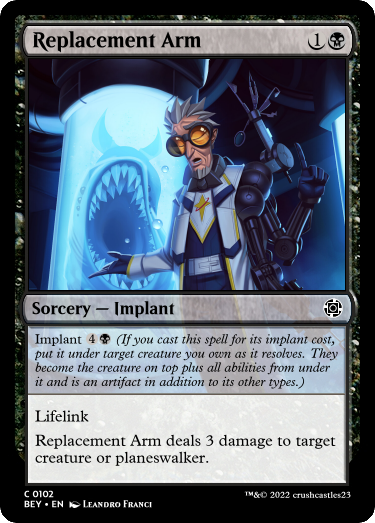 Replacement Arm 1
Sorcery — Implant
Implant 4 (If you cast this spell for its implant cost,
put it under target creature you own as it resolves. They
become the creature on top plus all abilities from under
it and is an artifact in addition to its other types.)
Lifelink
Replacement Arm deals 3 damage to target
creature or planeswalker.
C 0102
BEY • EN Leandro Franci
™&© 2022 crushcastles23